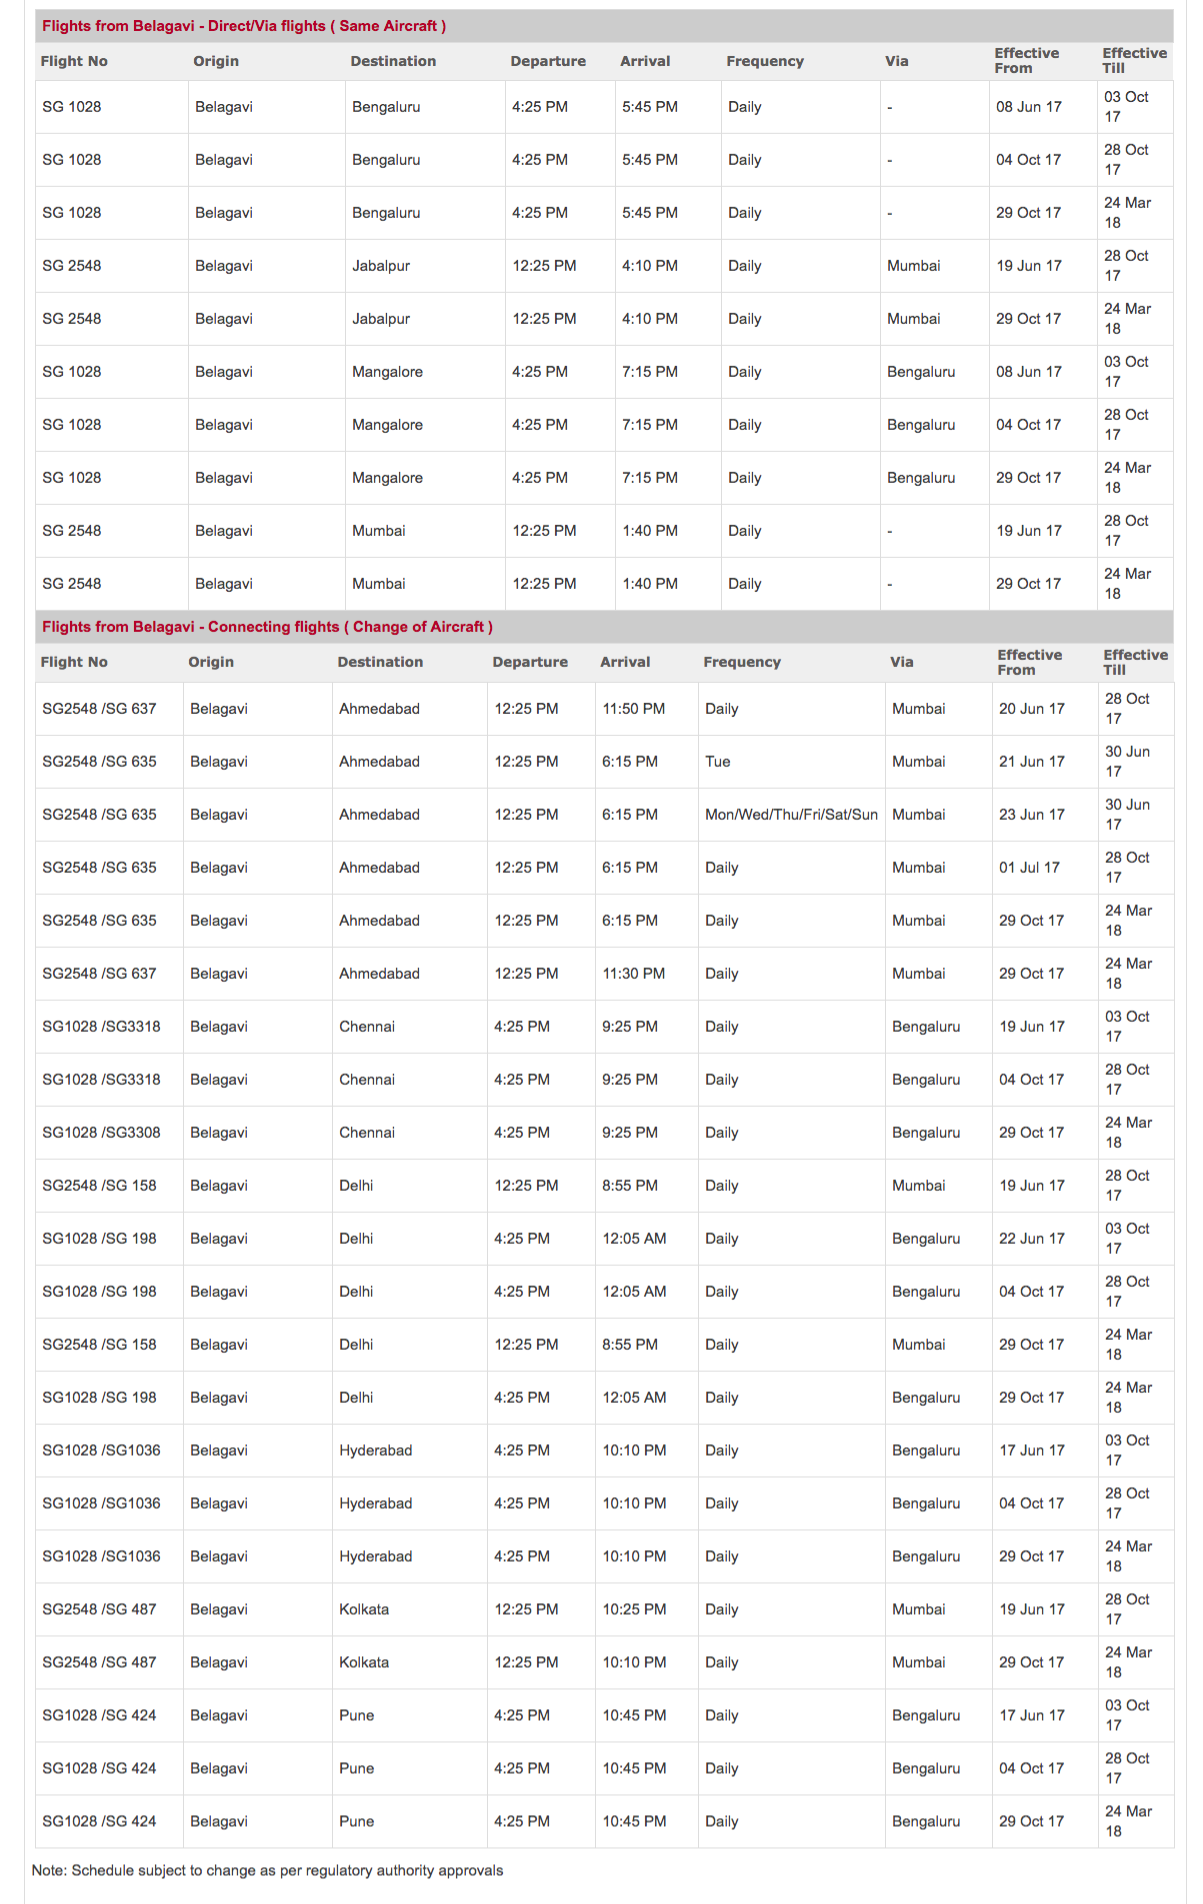 Flights from Belagavi - Direct/Via flights ( Same Aircraft )
Flight No Origin Destination Departure Arrival Frequency Via Effective From Effective Till
SG 1028 Belagavi Bengaluru 4:25 PM 5:45 PM Daily - 08 Jun 17 03 Oct 17
SG 1028 Belagavi Bengaluru 4:25 PM 5:45 PM Daily - 04 Oct 17 28 Oct 17
SG 1028 Belagavi Bengaluru 4:25 PM 5:45 PM Daily - 29 Oct 17 24 Mar 18
SG 2548 Belagavi Jabalpur 12:25 PM 4:10 PM Daily Mumbai 19 Jun 17 28 Oct 17
SG 2548 Belagavi Jabalpur 12:25 PM 4:10 PM Daily Mumbai 29 Oct 17 24 Mar 18
SG 1028 Belagavi Mangalore 4:25 PM 7:15 PM Daily Bengaluru 08 Jun 17 03 Oct 17
SG 1028 Belagavi Mangalore 4:25 PM 7:15 PM Daily Bengaluru 04 Oct 17 28 Oct 17
SG 1028 Belagavi Mangalore 4:25 PM 7:15 PM Daily Bengaluru 29 Oct 17 24 Mar 18
SG 2548 Belagavi Mumbai 12:25 PM 1:40 PM Daily - 19 Jun 17 28 Oct 17
SG 2548 Belagavi Mumbai 12:25 PM 1:40 PM Daily - 29 Oct 17 24 Mar 18
Flights from Belagavi - Connecting flights ( Change of Aircraft )
Flight No Origin Destination Departure Arrival Frequency Via Effective From Effective Till
SG2548 /SG 637 Belagavi Ahmedabad 12:25 PM 11:50 PM Daily Mumbai 20 Jun 17 28 Oct 17
SG2548 /SG 635 Belagavi Ahmedabad 12:25 PM 6:15 PM Tue Mumbai 21 Jun 17 30 Jun 17
SG2548 /SG 635 Belagavi Ahmedabad 12:25 PM 6:15 PM Mon/Wed/Thu/Fri/Sat/Sun Mumbai 23 Jun 17 30 Jun 17
SG2548 /SG 635 Belagavi Ahmedabad 12:25 PM 6:15 PM Daily Mumbai 01 Jul 17 28 Oct 17
SG2548 /SG 635 Belagavi Ahmedabad 12:25 PM 6:15 PM Daily Mumbai 29 Oct 17 24 Mar 18
SG2548 /SG 637 Belagavi Ahmedabad 12:25 PM 11:30 PM Daily Mumbai 29 Oct 17 24 Mar 18
SG1028 /SG3318 Belagavi Chennai 4:25 PM 9:25 PM Daily Bengaluru 19 Jun 17 03 Oct 17
SG1028 /SG3318 Belagavi Chennai 4:25 PM 9:25 PM Daily Bengaluru 04 Oct 17 28 Oct 17
SG1028 /SG3308 Belagavi Chennai 4:25 PM 9:25 PM Daily Bengaluru 29 Oct 17 24 Mar 18
SG2548 /SG 158 Belagavi Delhi 12:25 PM 8:55 PM Daily Mumbai 19 Jun 17 28 Oct 17
SG1028 /SG 198 Belagavi Delhi 4:25 PM 12:05 AM Daily Bengaluru 22 Jun 17 03 Oct 17
SG1028 /SG 198 Belagavi Delhi 4:25 PM 12:05 AM Daily Bengaluru 04 Oct 17 28 Oct 17
SG2548 /SG 158 Belagavi Delhi 12:25 PM 8:55 PM Daily Mumbai 29 Oct 17 24 Mar 18
SG1028 /SG 198 Belagavi Delhi 4:25 PM 12:05 AM Daily Bengaluru 29 Oct 17 24 Mar 18
SG1028 /SG1036 Belagavi Hyderabad 4:25 PM 10:10 PM Daily Bengaluru 17 Jun 17 03 Oct 17
SG1028 /SG1036 Belagavi Hyderabad 4:25 PM 10:10 PM Daily Bengaluru 04 Oct 17 28 Oct 17
SG1028 /SG1036 Belagavi Hyderabad 4:25 PM 10:10 PM Daily Bengaluru 29 Oct 17 24 Mar 18
SG2548 /SG 487 Belagavi Kolkata 12:25 PM 10:25 PM Daily Mumbai 19 Jun 17 28 Oct 17
SG2548 /SG 487 Belagavi Kolkata 12:25 PM 10:10 PM Daily Mumbai 29 Oct 17 24 Mar 18
SG1028 /SG 424 Belagavi Pune 4:25 PM 10:45 PM Daily Bengaluru 17 Jun 17 03 Oct 17
SG1028 /SG 424 Belagavi Pune 4:25 PM 10:45 PM Daily Bengaluru 04 Oct 17 28 Oct 17
SG1028 /SG 424 Belagavi Pune 4:25 PM 10:45 PM Daily Bengaluru 29 Oct 17 24 Mar 18
Note: Schedule subject to change as per regulatory authority approvals